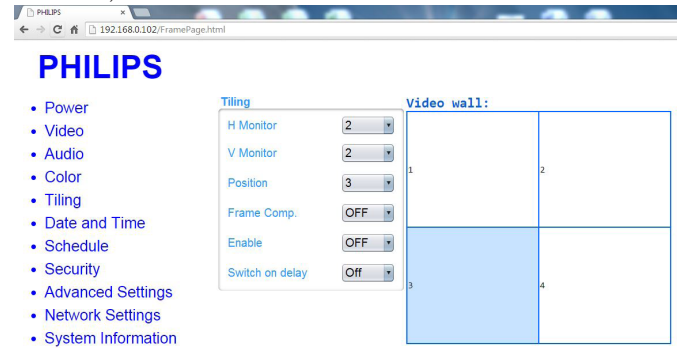 PHILIPS
192.168.0.102/FramePage.html
PHILIPS
• Power
• Video
• Audio
• Color
• Tiling
• Date and Time
• Schedule
• Security
• Advanced Settings
• Network Settings
• System Information
Tiling
H Monitor 2
V Monitor 2
Position 3
Frame Comp. OFF
Enable OFF
Switch on delay Off
Video wall:
1 2
3 4